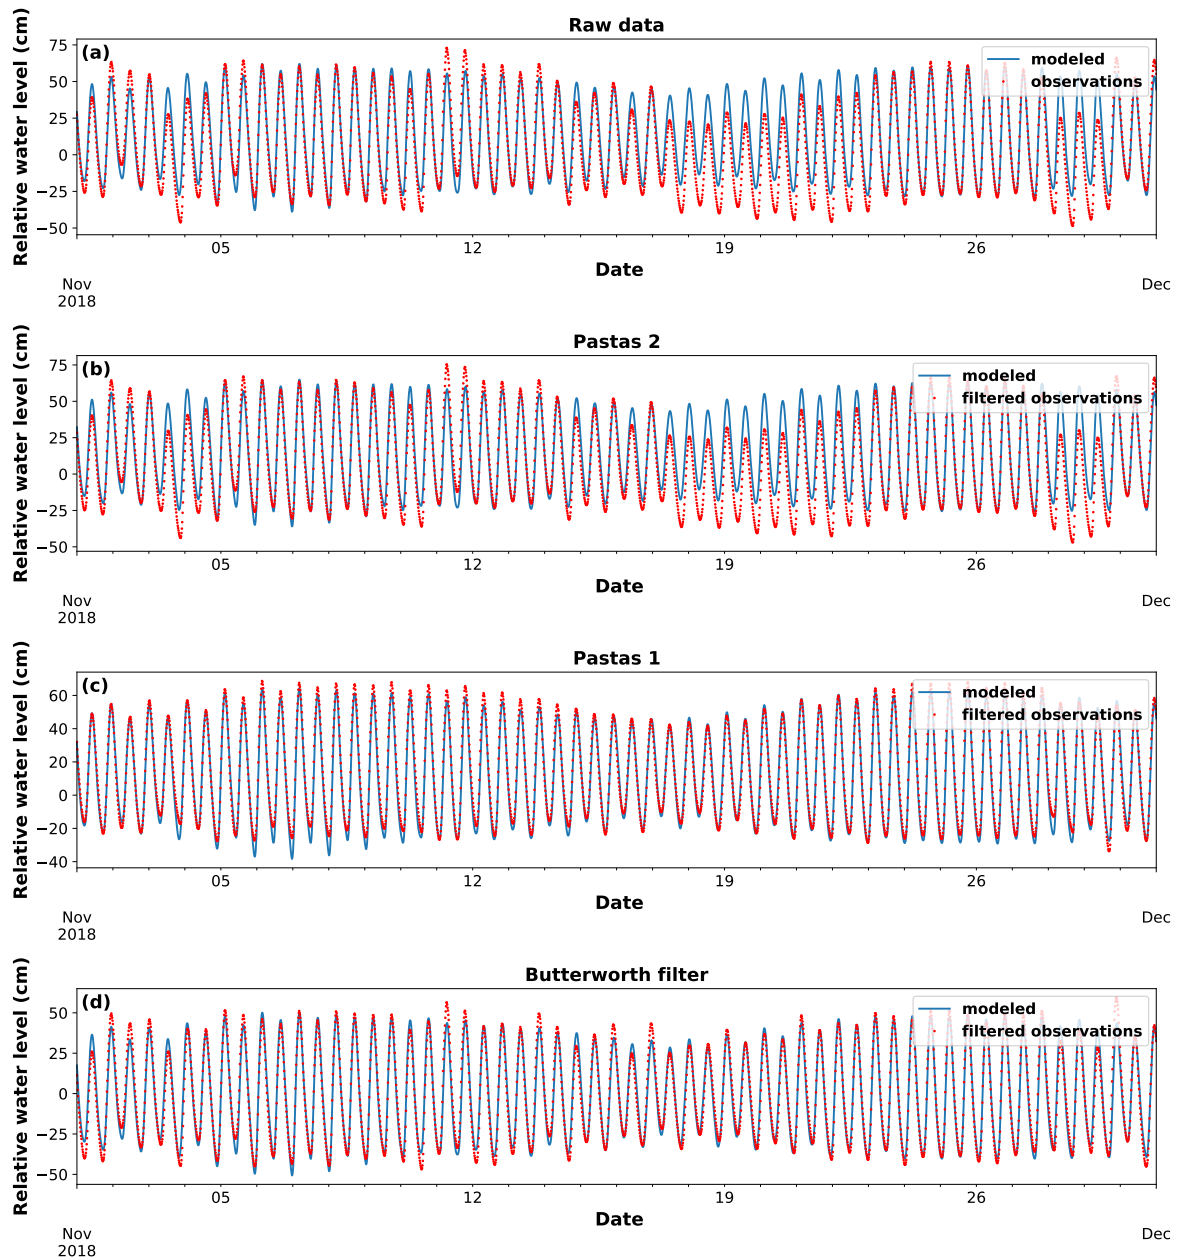 Raw data
(a)
modeled
observations
Relative water level (cm)
75
50
25
0
−25
−50
05
12
19
26
Date
Nov
2018
Dec
Pastas 2
(b)
modeled
filtered observations
Relative water level (cm)
75
50
25
0
−25
−50
05
12
19
26
Date
Nov
2018
Dec
Pastas 1
(c)
modeled
filtered observations
Relative water level (cm)
60
40
20
0
−20
−40
05
12
19
26
Date
Nov
2018
Dec
Butterworth filter
(d)
modeled
filtered observations
Relative water level (cm)
50
25
0
−25
−50
05
12
19
26
Date
Nov
2018
Dec